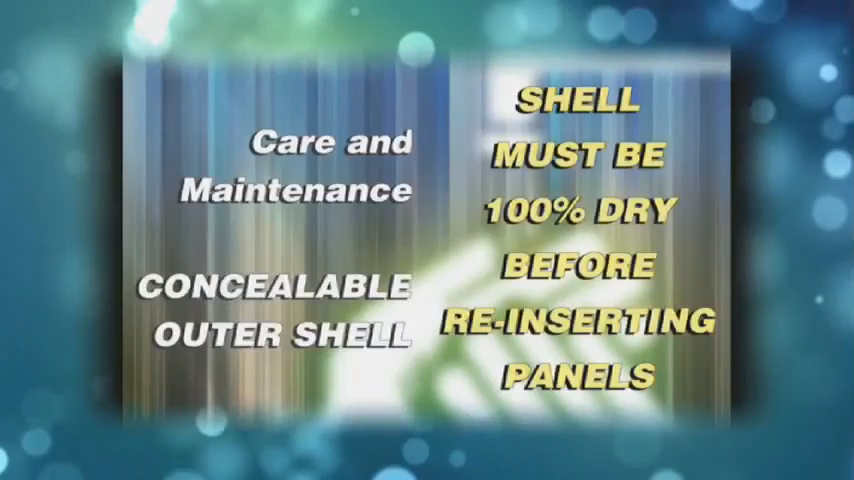 Care and
Maintenance
CONCEALABLE
OUTER SHELL
SHELL
MUST BE
100% DRY
BEFORE
RE-INSERTING
PANELS